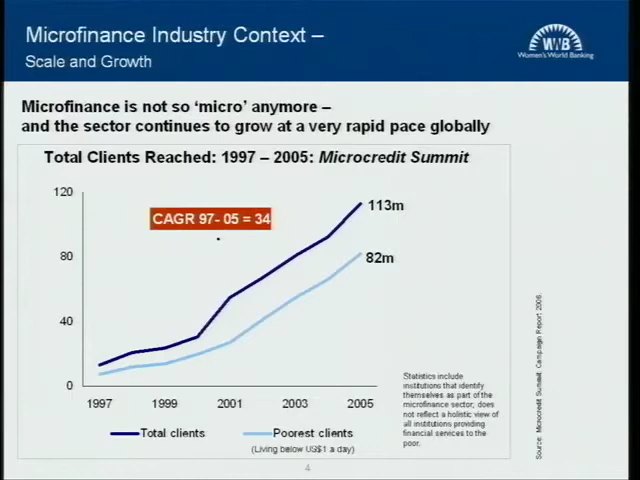 Microfinance Industry Context –
Scale and Growth
WWB
Women's World Banking
Microfinance is not so ‘micro’ anymore –
and the sector continues to grow at a very rapid pace globally
Total Clients Reached: 1997 – 2005: Microcredit Summit
120
80
40
0
CAGR 97- 05 = 34
113m
82m
1997
1999
2001
2003
2005
Total clients
Poorest clients
(Living below US$1 a day)
Statistics include
institutions that identify
themselves as part of the
microfinance sector; does
not reflect a holistic view of
all institutions providing
financial services to the
poor.
Source: Microcredit Summit. Campaign Report 2006.
4